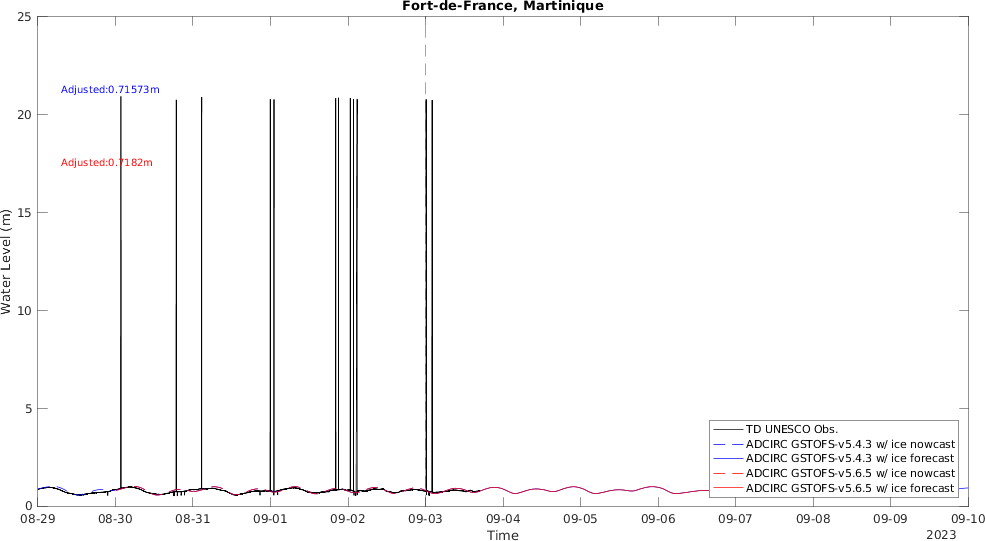 Fort-de-France, Martinique
25
20
15
10
5
0
Water Level (m)
Adjusted:0.71573m
Adjusted:0.7182m
TD UNESCO Obs.
ADCIRC GSTOFS-v5.4.3 w/ ice nowcast
ADCIRC GSTOFS-v5.4.3 w/ ice forecast
ADCIRC GSTOFS-v5.6.5 w/ ice nowcast
ADCIRC GSTOFS-v5.6.5 w/ ice forecast
08-29 08-30 08-31 09-01 09-02 09-03 09-04 09-05 09-06 09-07 09-08 09-09 09-10
Time
2023